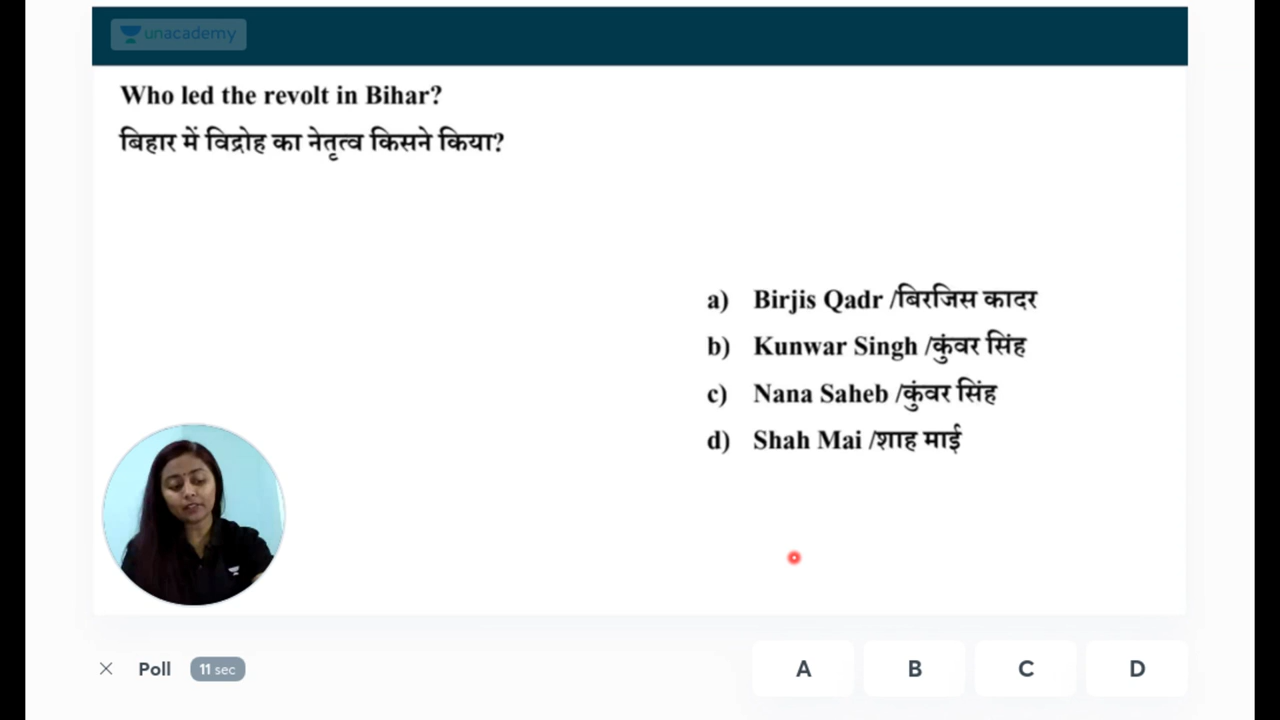 unacademy
Who led the revolt in Bihar?
बिहार में विद्रोह का नेतृत्व किसने किया?
a) Birjis Qadr /बिरजिस कादर
b) Kunwar Singh /कुंवर सिंह
c) Nana Saheb /कुंवर सिंह
d) Shah Mai /शाह माई
Poll 11 sec A B C D